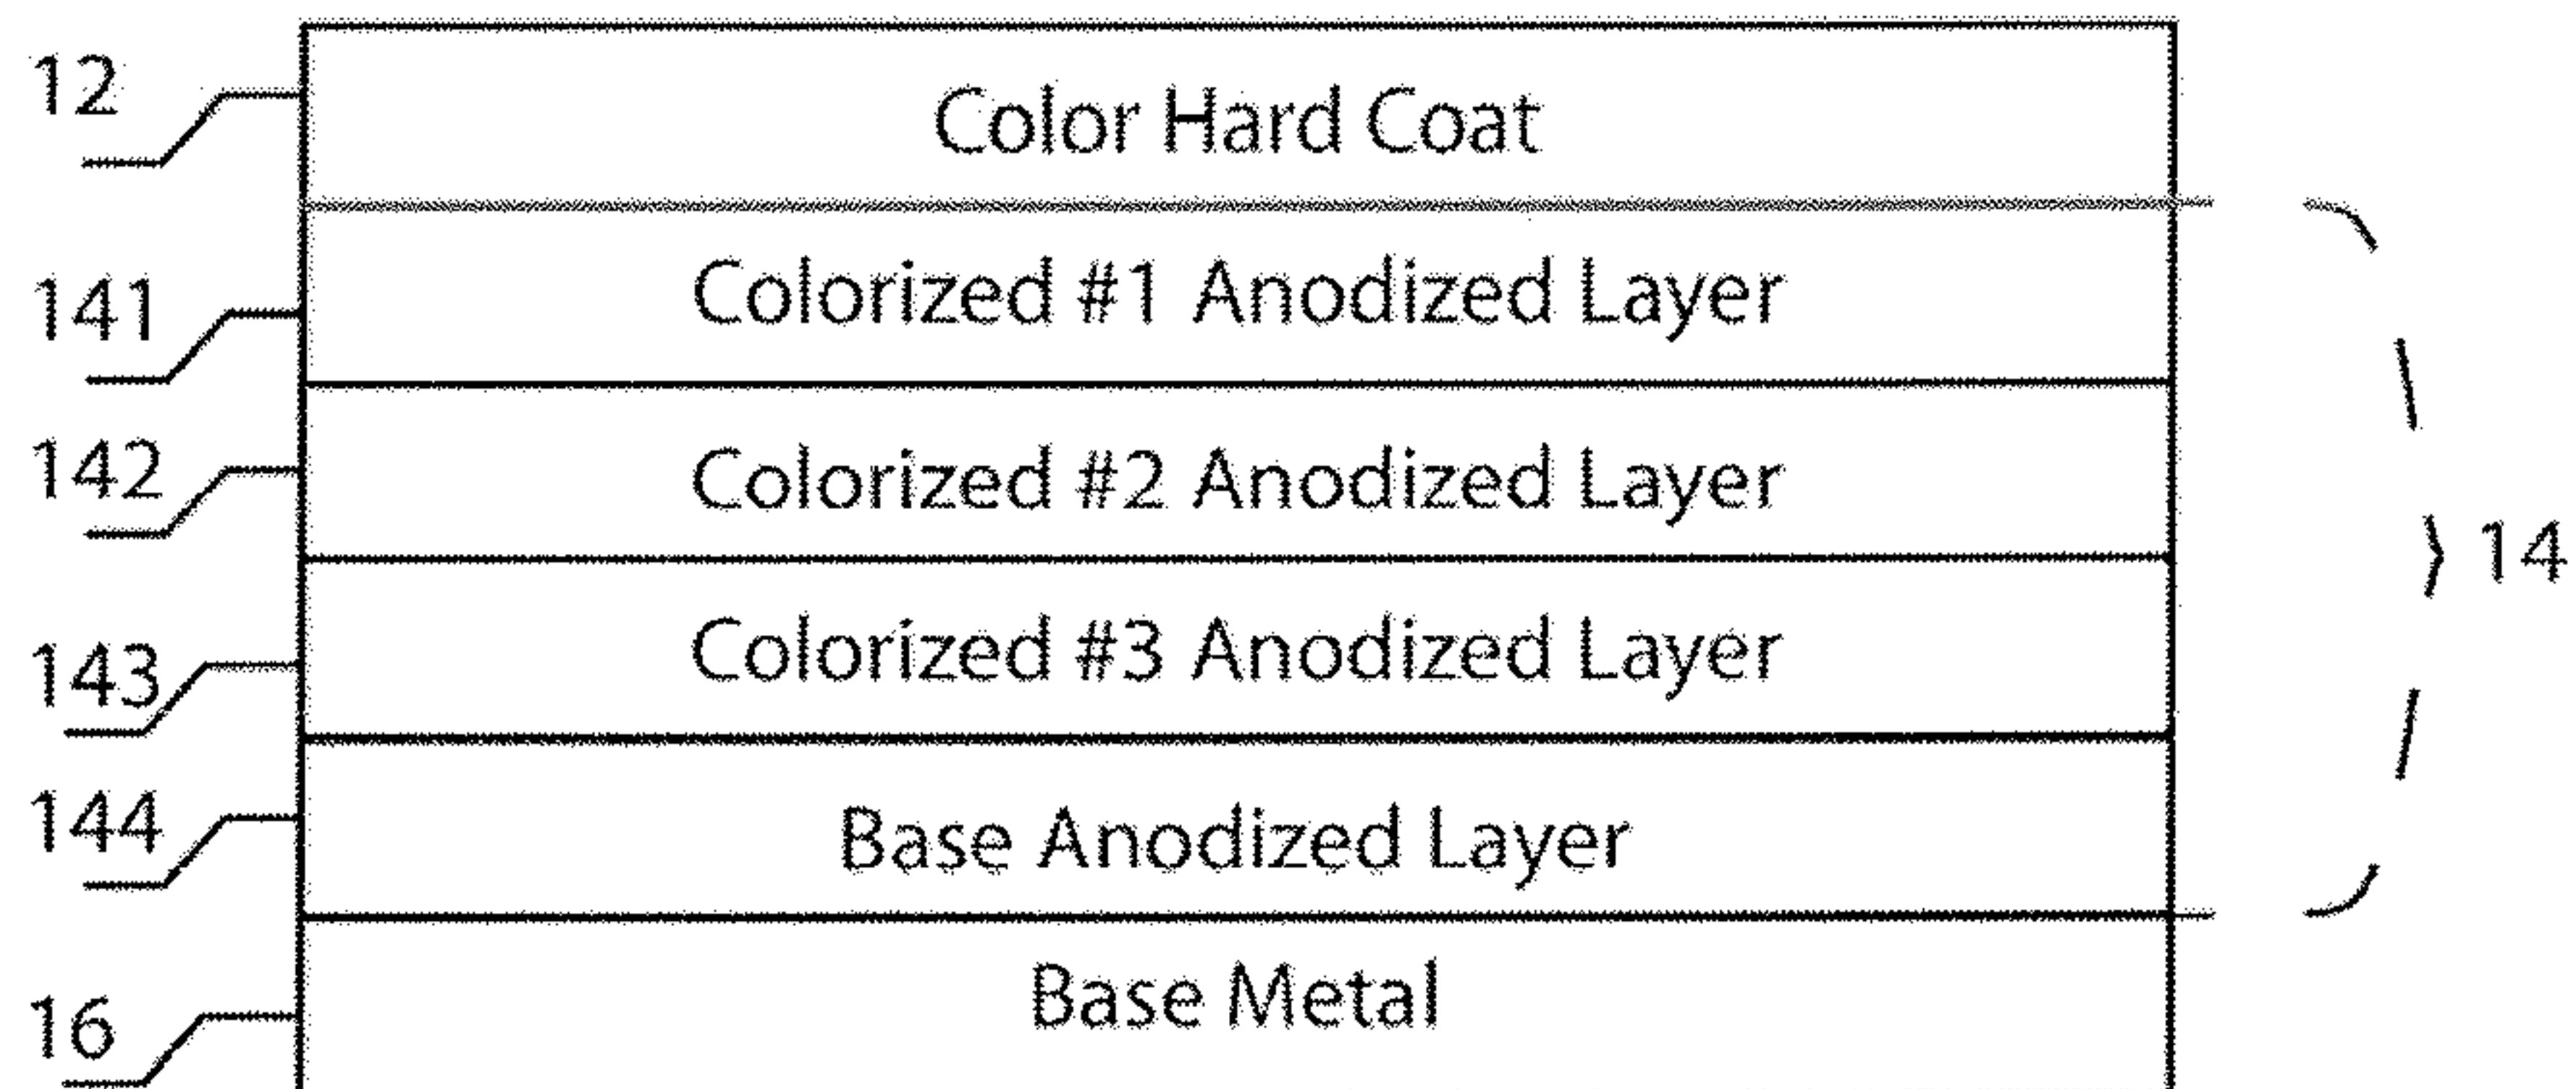 12
Color Hard Coat
141
Colorized #1 Anodized Layer
142
Colorized #2 Anodized Layer
14
143
Colorized #3 Anodized Layer
144
Base Anodized Layer
16
Base Metal